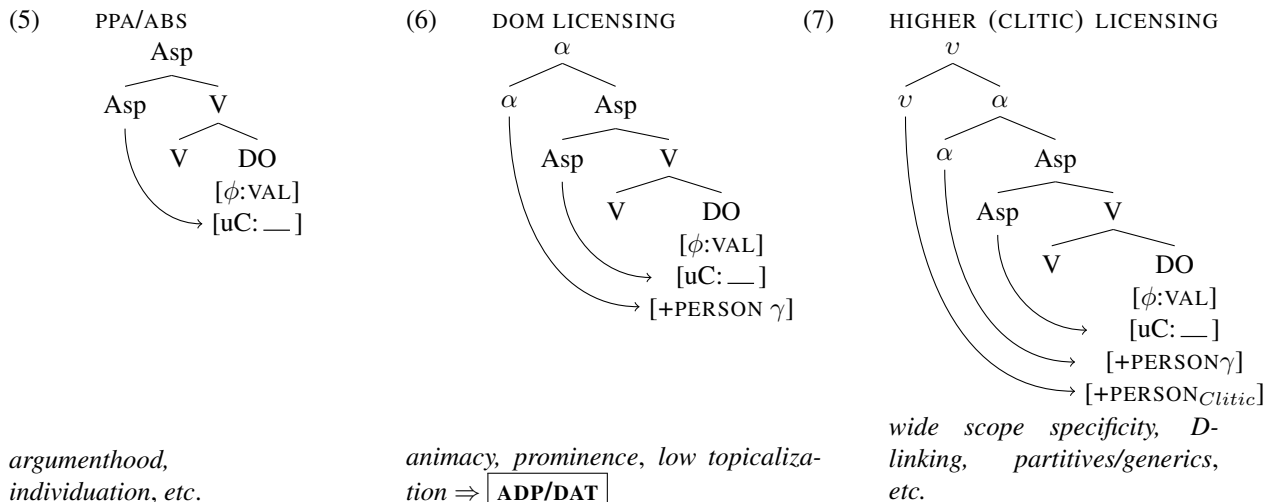 (5) PPA/ABS
Asp
Asp V
V DO
[ϕ:VAL]
[uC: __ ]
argumenthood,
individuation, etc.
(6) DOM LICENSING
α
α Asp
Asp V
V DO
[ϕ:VAL]
[uC: __ ]
[+PERSON γ]
animacy, prominence, low topicaliza-
tion ⇒ ADP/DAT
(7) HIGHER (CLITIC) LICENSING
υ
υ α
α Asp
Asp V
V DO
[ϕ:VAL]
[uC: __ ]
[+PERSONγ]
[+PERSONClitic]
wide scope specificity, D-
linking, partitives/generics,
etc.